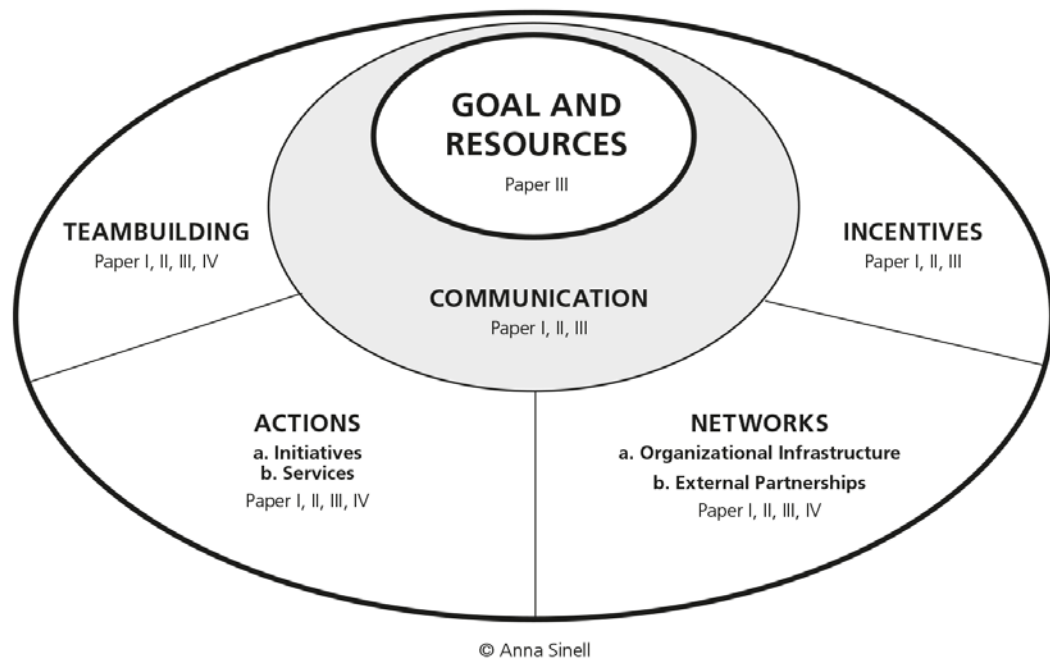 GOAL AND
RESOURCES
Paper III
TEAMBUILDING
Paper I, II, III, IV
INCENTIVES
Paper I, II, III
COMMUNICATION
Paper I, II, III
ACTIONS
a. Initiatives
b. Services
Paper I, II, III, IV
NETWORKS
a. Organizational Infrastructure
b. External Partnerships
Paper I, II, III, IV
© Anna Sinell